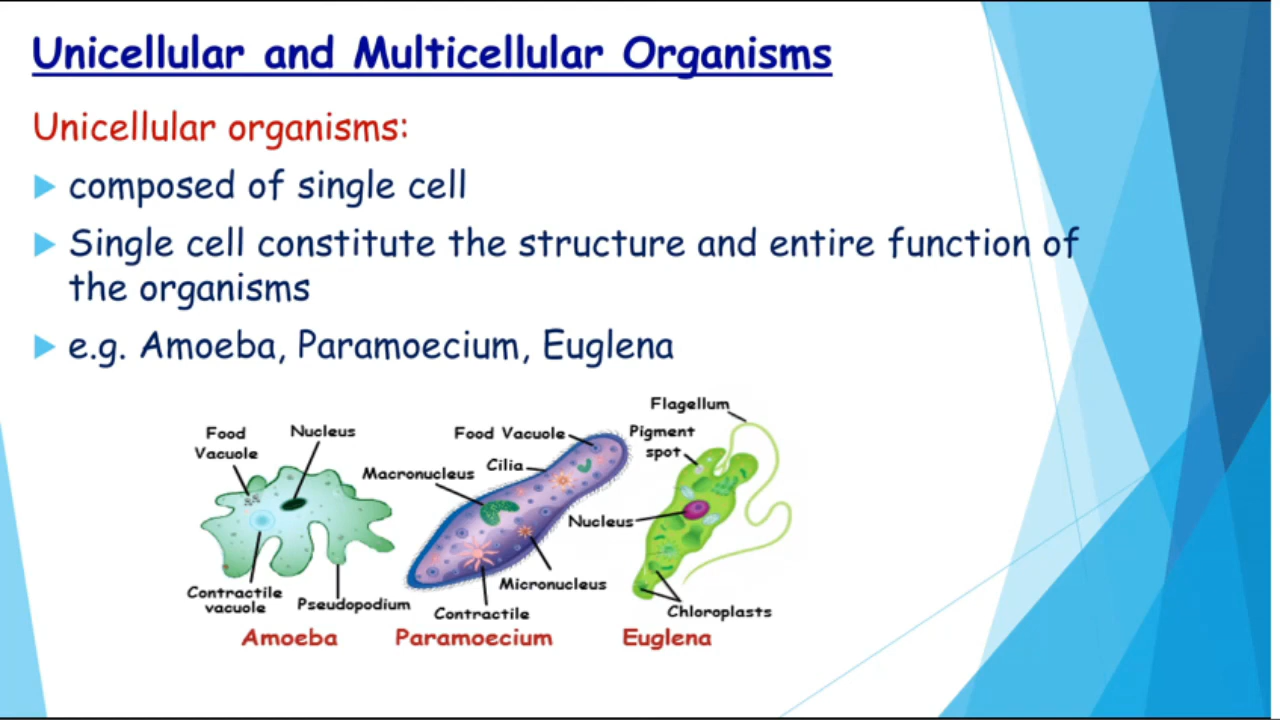 Unicellular and Multicellular Organisms
Unicellular organisms:
composed of single cell
Single cell constitute the structure and entire function of
the organisms
e.g. Amoeba, Paramoecium, Euglena
Food
Vacuole
Nucleus
Contractile
vacuole
Pseudopodium
Amoeba
Food Vacuole
Cilia
Macronucleus
Micronucleus
Contractile
Paramoecium
Flagellum
Pigment
spot
Nucleus
Chloroplasts
Euglena